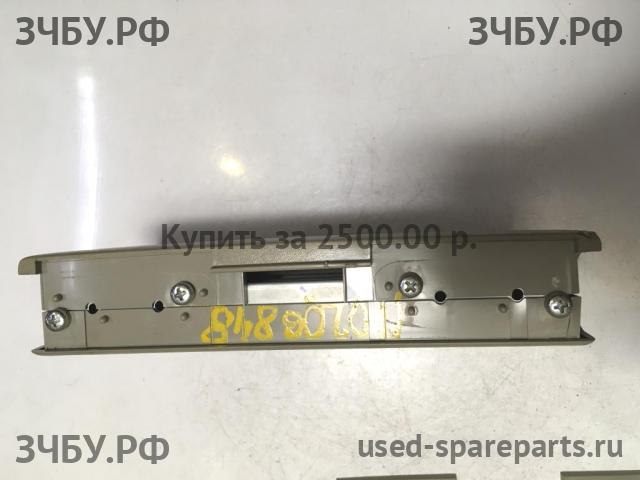 ЗЧБУ.РФ ЗЧБУ.РФ
Купить за 2500.00 р.
ЗЧБУ.РФ used-spareparts.ru